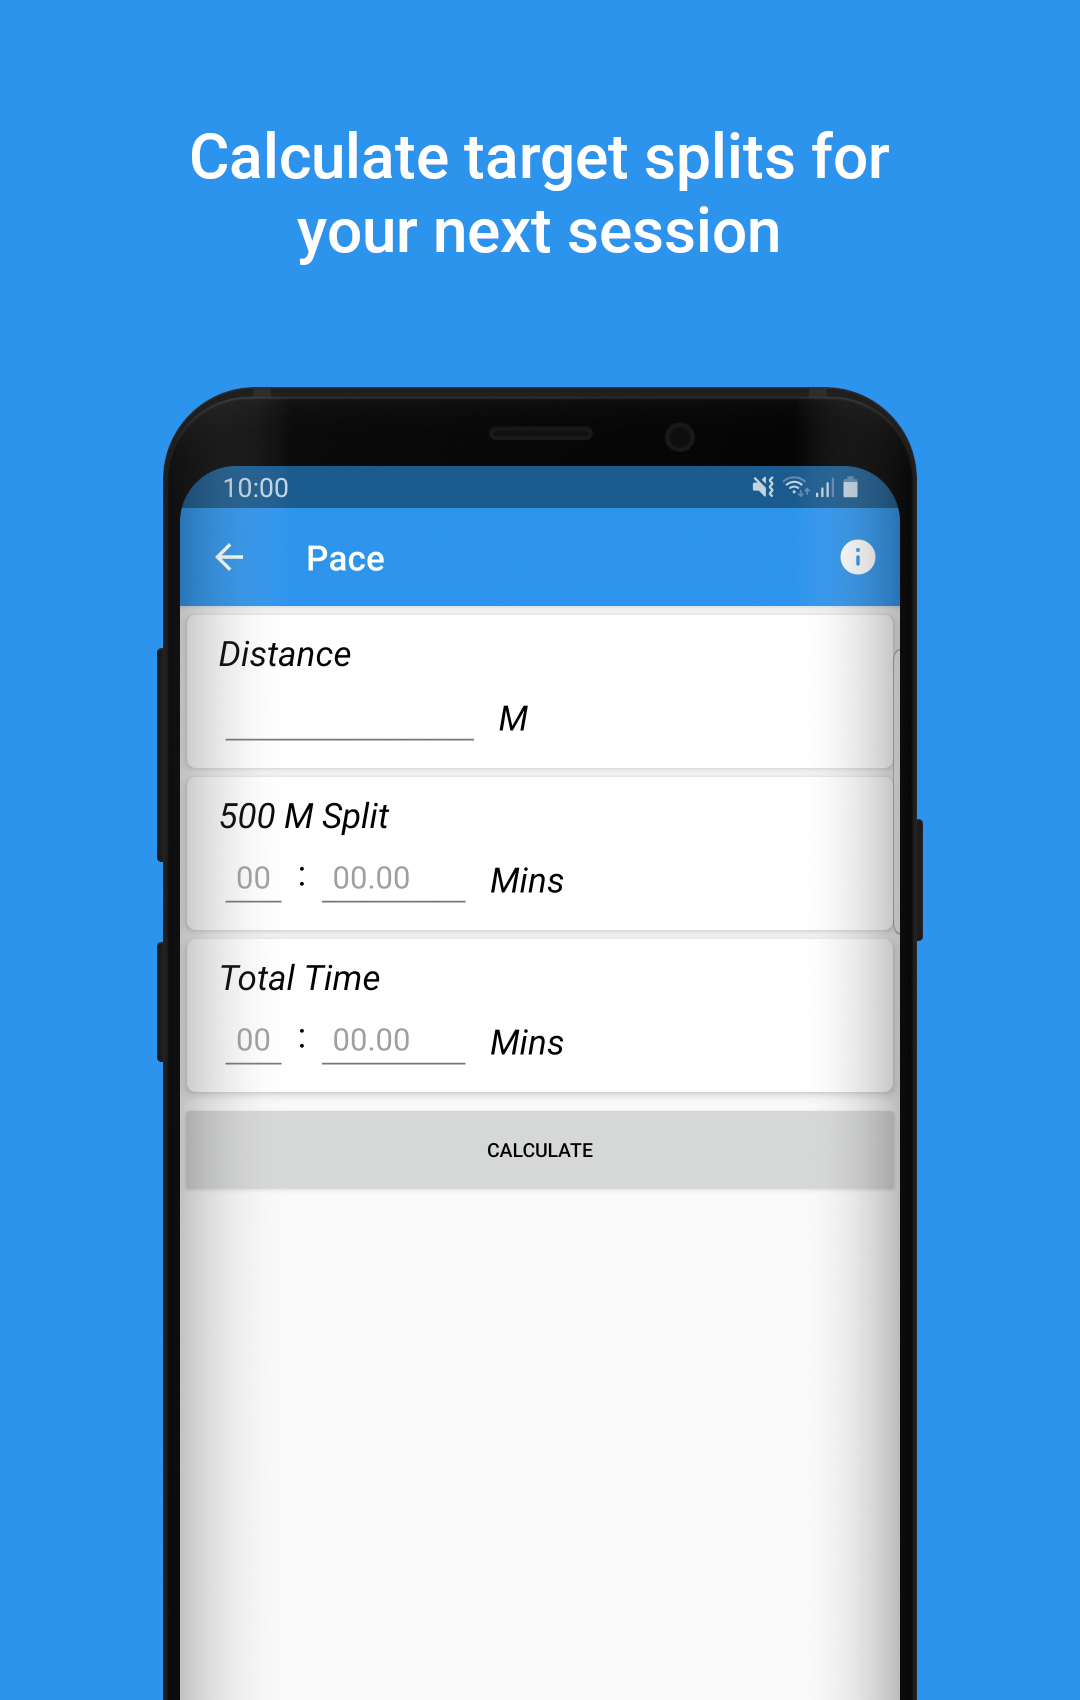 Calculate target splits for
your next session
10:00
Pace
Distance
M
500 M Split
00 : 00.00 Mins
Total Time
00 : 00.00 Mins
CALCULATE